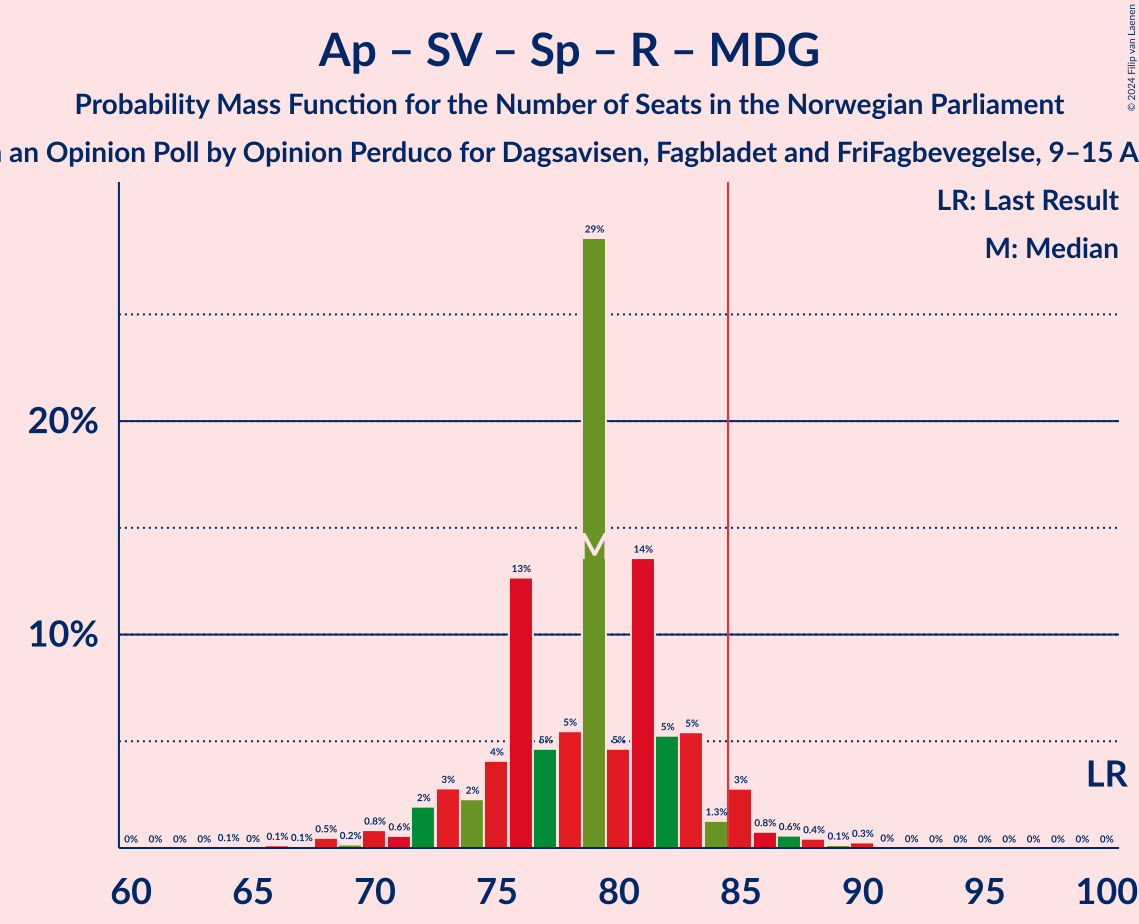 Ap – SV – Sp – R – MDG
Probability Mass Function for the Number of Seats in the Norwegian Parliament
an Opinion Poll by Opinion Perduco for Dagsavisen, Fagbladet and FriFagbevegelse, 9–15 A
© 2024 Filip van Laenen
LR: Last Result
M: Median
29%
20%
M
14%
13%
10%
5% 5% 5% 5% 5%
4%
LR
3% 2% 3%
2%
0% 0% 0% 0% 0.1% 0% 0.1% 0.1% 0.5% 0.2% 0.8% 0.6% 1.3% 0.8% 0.6% 0.4% 0.1% 0.3% 0% 0% 0% 0% 0% 0% 0% 0% 0% 0%
5%
60 65 70 75 80 85 90 95 100